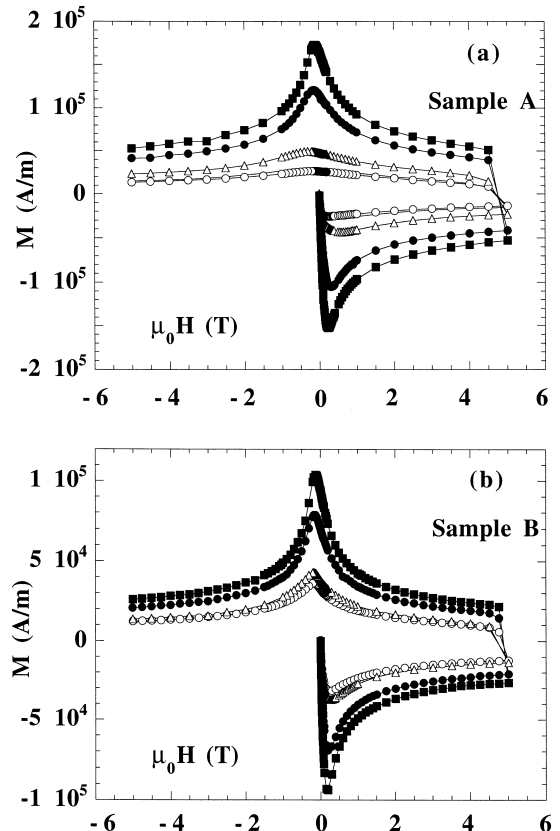 2 10⁵
(a)
1 10⁵
Sample A
0
M (A/m)
-1 10⁵
μ₀H (T)
-2 10⁵
-6 -4 -2 0 2 4 6
1 10⁵
(b)
5 10⁴
Sample B
0
M (A/m)
-5 10⁴
μ₀H (T)
-1 10⁵
-6 -4 -2 0 2 4 6